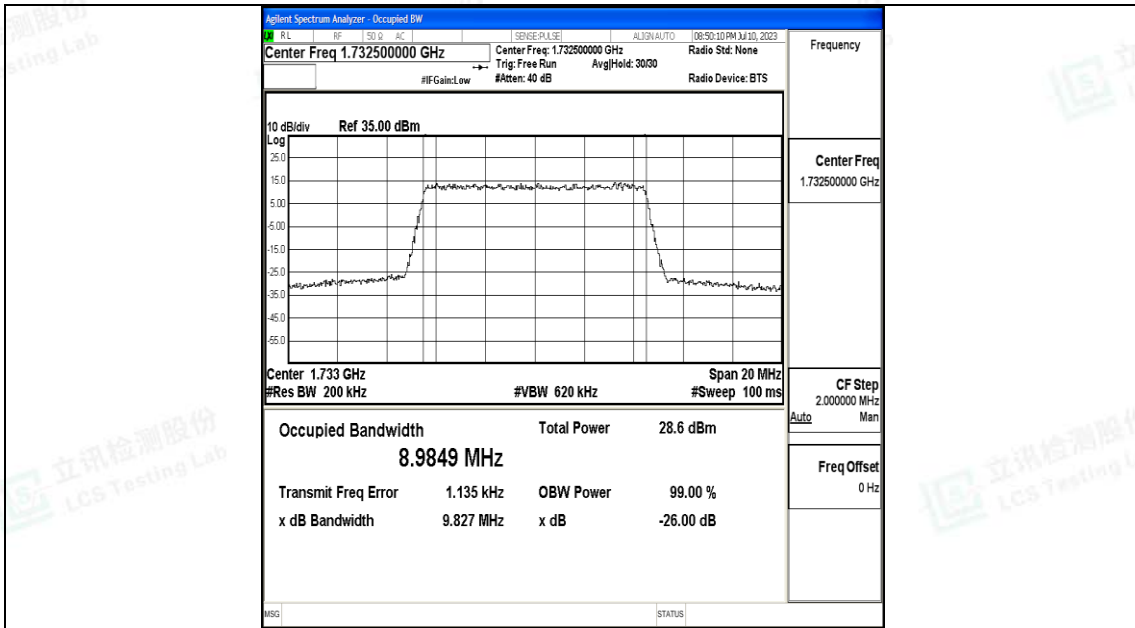 Agilent Spectrum Analyzer - Occupied BW
RL RF 50 Ω AC SENSE:PULSE ALIGN AUTO 08:50:10 PM Jul 10, 2023
Center Freq 1.732500000 GHz
Center Freq: 1.732500000 GHz
Radio Std: None
Trig: Free Run Avg|Hold: 30/30
#IFGain:Low
#Atten: 40 dB
Radio Device: BTS
Frequency
10 dB/div Ref 35.00 dBm
Log
25.0
15.0
5.00
-5.00
-15.0
-25.0
-35.0
-45.0
-55.0
Center 1.733 GHz Span 20 MHz
#Res BW 200 kHz #VBW 620 kHz #Sweep 100 ms
Center Freq
1.732500000 GHz
CF Step
2.000000 MHz
Auto Man
Freq Offset
0 Hz
Occupied Bandwidth Total Power 28.6 dBm
8.9849 MHz
Transmit Freq Error 1.135 kHz OBW Power 99.00 %
x dB Bandwidth 9.827 MHz x dB -26.00 dB
MSG STATUS
立讯检测股份
LCS Testing Lab